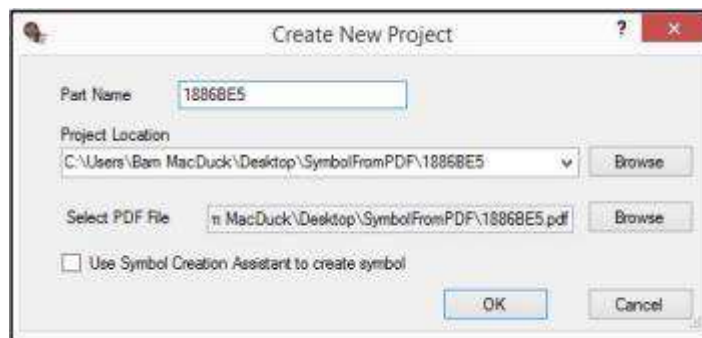 Create New Project
?
Part Name 1886BE5
Project Location
C:\Users\Bam MacDuck\Desktop\SymbolFromPDF\1886BE5 Browse
Select PDF File MacDuck\Desktop\SymbolFromPDF\1886BE5.pdf Browse
Use Symbol Creation Assistant to create symbol
OK Cancel